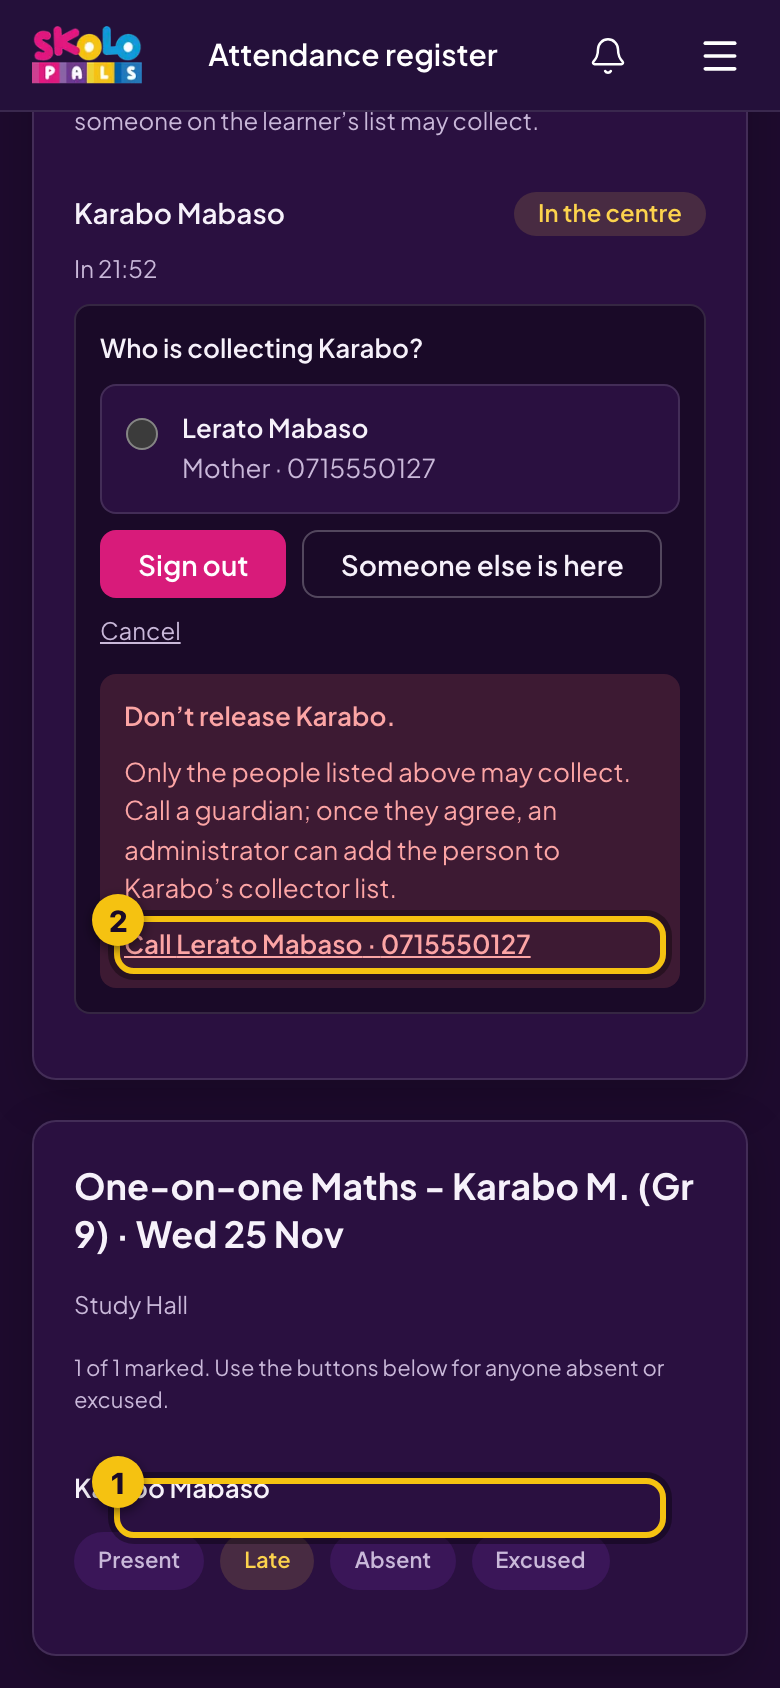 SKOLO
PALS
Attendance register
someone on the learner's list may collect.
Karabo Mabaso
In the centre
In 21:52
Who is collecting Karabo?
Lerato Mabaso
Mother · 0715550127
Sign out
Someone else is here
Cancel
Don't release Karabo.
Only the people listed above may collect.
Call a guardian; once they agree, an
administrator can add the person to
Karabo's collector list.
2
Call Lerato Mabaso · 0715550127
One-on-one Maths – Karabo M. (Gr
9) · Wed 25 Nov
Study Hall
1 of 1 marked. Use the buttons below for anyone absent or
excused.
1
Mabaso
Present
Late
Absent
Excused